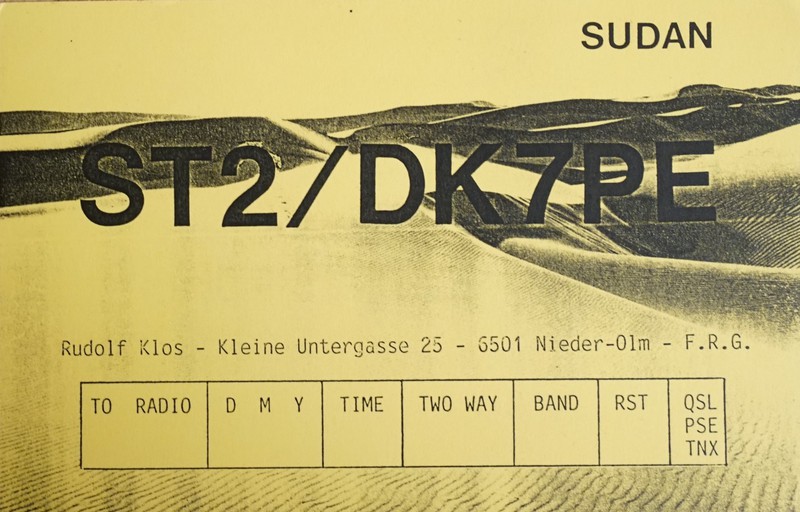 SUDAN
ST2/DK7PE
Rudolf Klos - Kleine Untergasse 25 - 6501 Nieder-Olm - F.R.G.
TO RADIO D M Y TIME TWO WAY BAND RST QSL
PSE
TNX